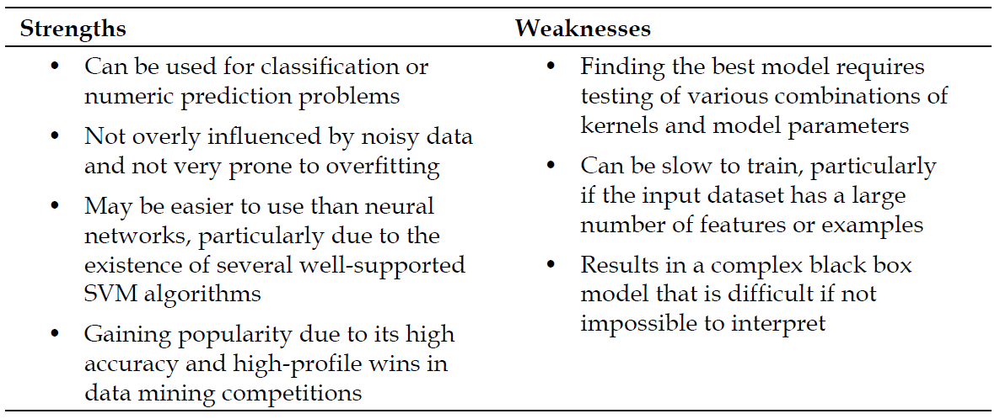 Strengths
Weaknesses
• Can be used for classification or
numeric prediction problems
• Not overly influenced by noisy data
and not very prone to overfitting
• May be easier to use than neural
networks, particularly due to the
existence of several well-supported
SVM algorithms
• Gaining popularity due to its high
accuracy and high-profile wins in
data mining competitions
• Finding the best model requires
testing of various combinations of
kernels and model parameters
• Can be slow to train, particularly
if the input dataset has a large
number of features or examples
• Results in a complex black box
model that is difficult if not
impossible to interpret